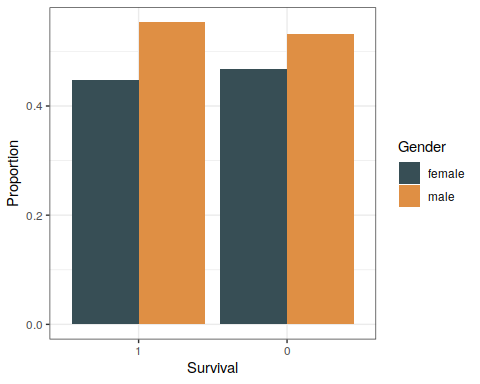 Proportion
0.4
0.2
0.0
1
0
Survival
Gender
female
male